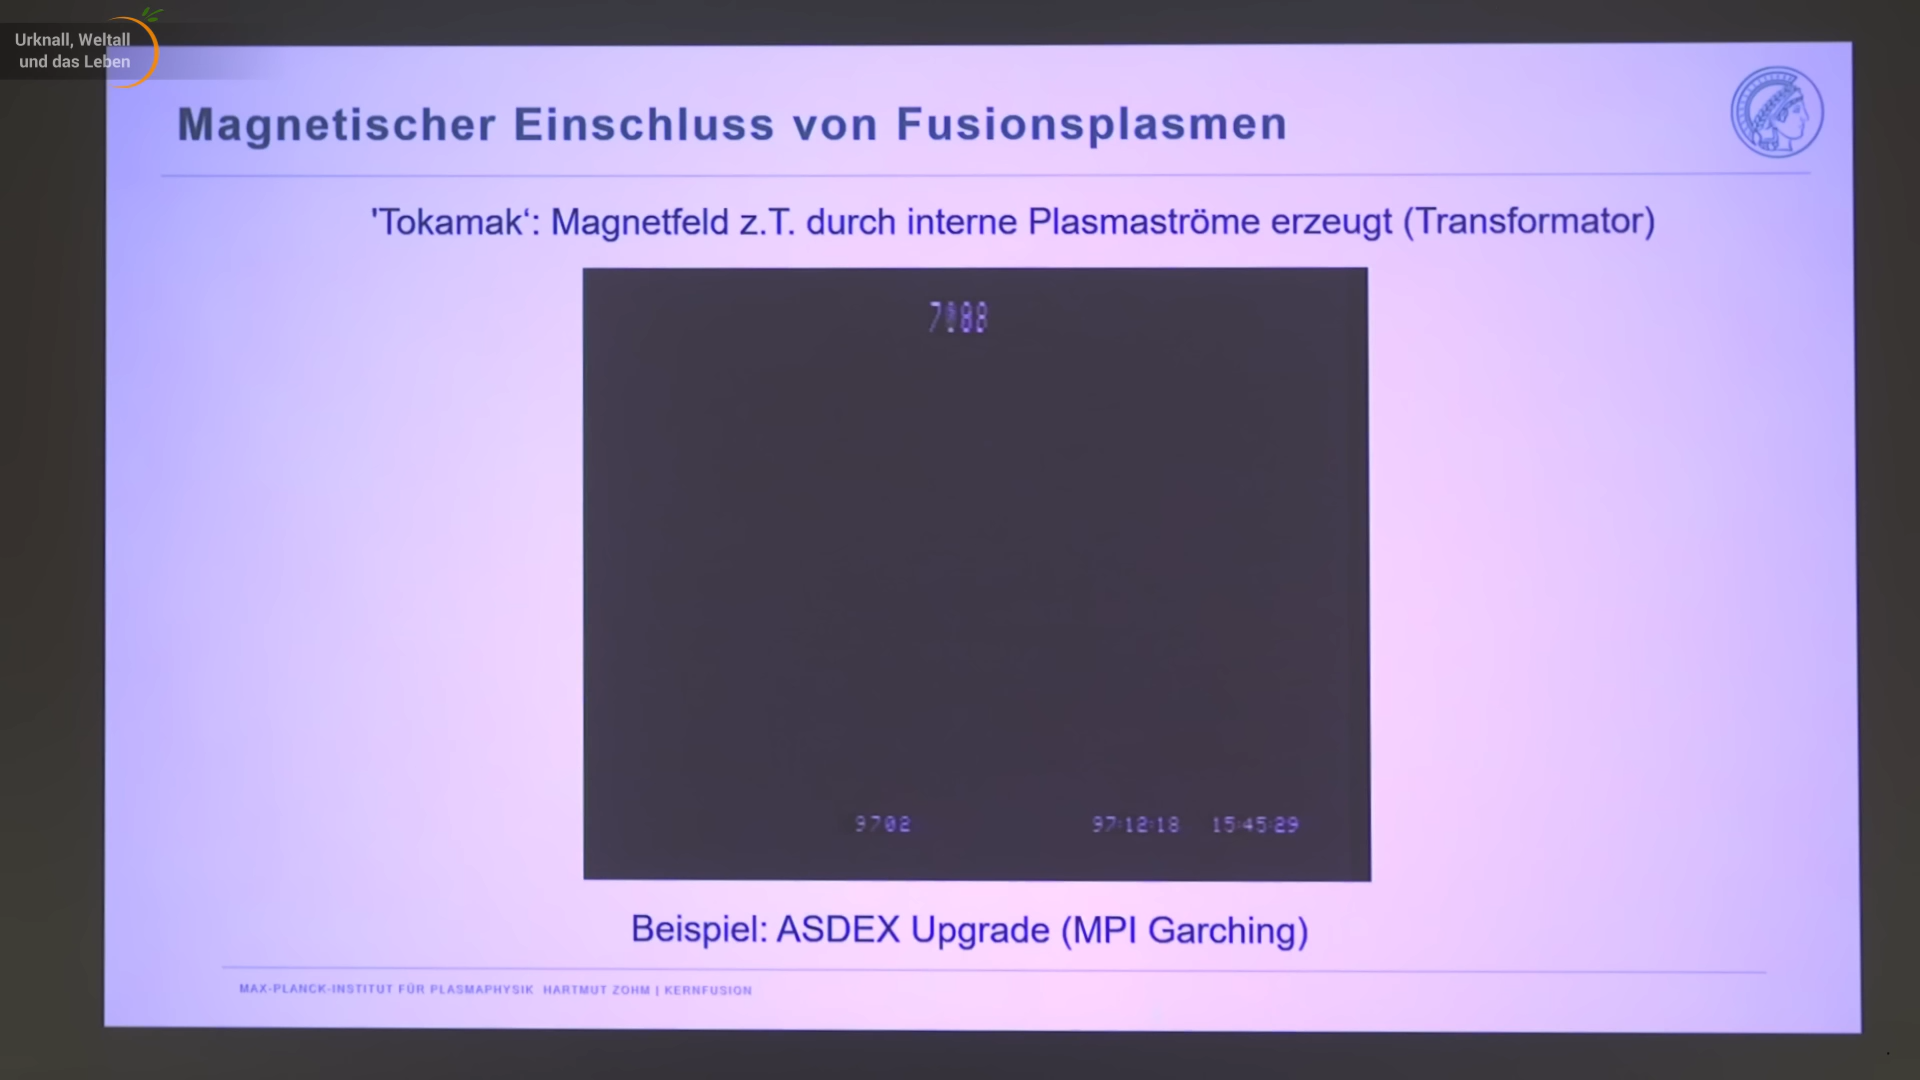 Urknall, Weltall
und das Leben
Magnetischer Einschluss von Fusionsplasmen
'Tokamak‘: Magnetfeld z.T. durch interne Plasmaströme erzeugt (Transformator)
9702 97:12:18 15:45:29
Beispiel: ASDEX Upgrade (MPI Garching)
MAX-PLANCK-INSTITUT FÜR PLASMAPHYSIK HARTMUT ZOHM | KERNFUSION